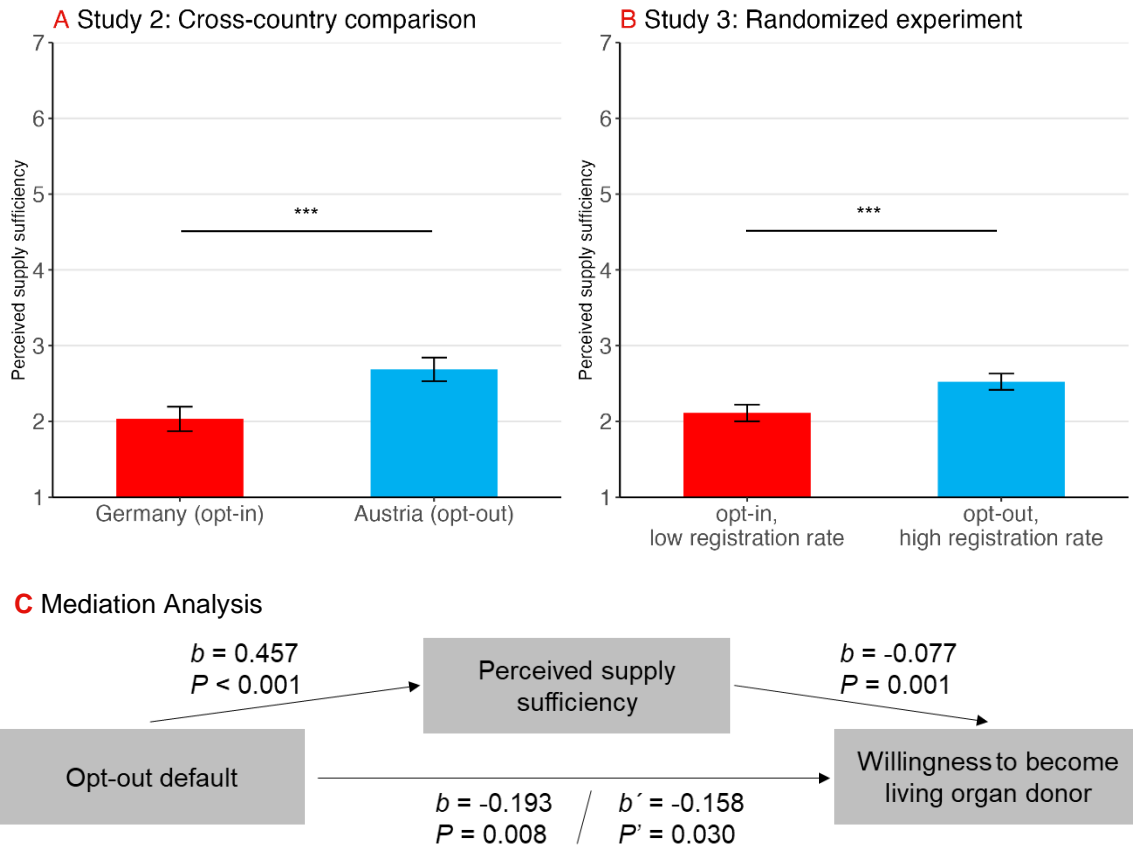 A Study 2: Cross-country comparison
7
6
5
4
3
2
1
Perceived supply sufficiency
***
Germany (opt-in)
Austria (opt-out)
B Study 3: Randomized experiment
7
6
5
4
3
2
1
Perceived supply sufficiency
***
opt-in,
low registration rate
opt-out,
high registration rate
C Mediation Analysis
b = 0.457
P < 0.001
Perceived supply
sufficiency
b = -0.077
P = 0.001
Opt-out default
b = -0.193
P = 0.008
/
b´ = -0.158
P’ = 0.030
Willingness to become
living organ donor